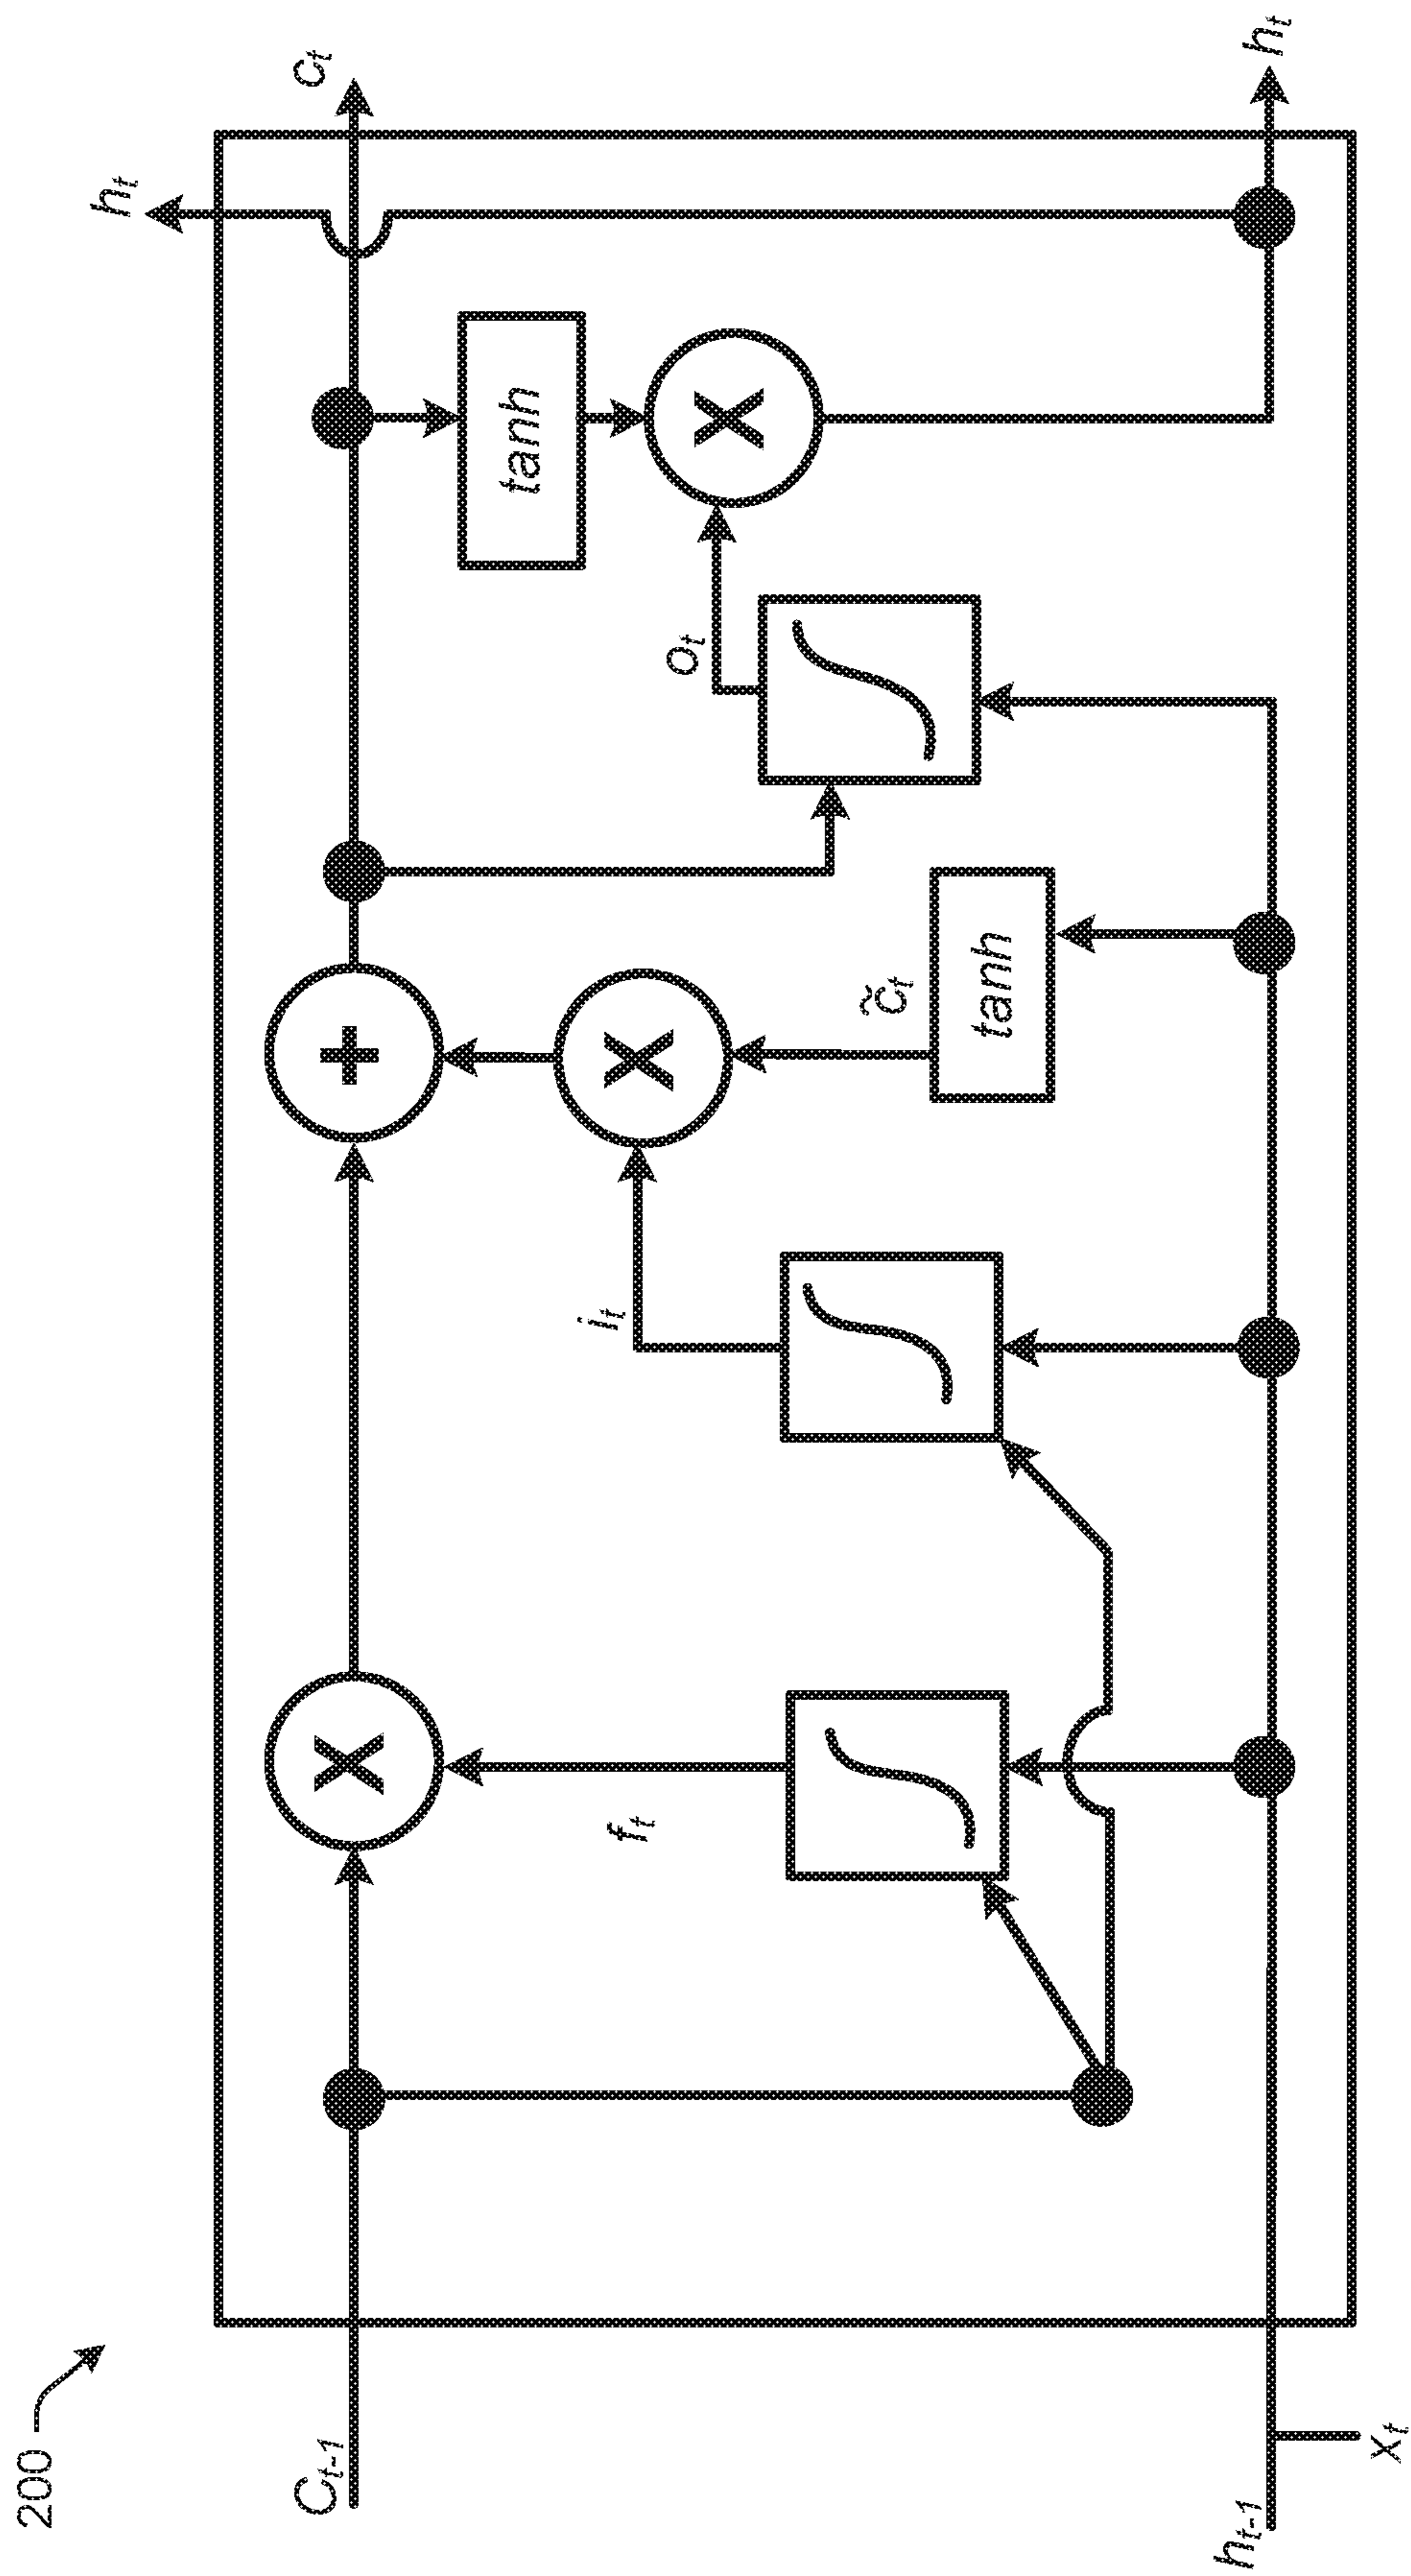 200
C_{t-1}
h_{t-1}
x_t
f_t
i_t
c̃_t
tanh
o_t
tanh
h_t
c_t
h_t
X
+
X
X